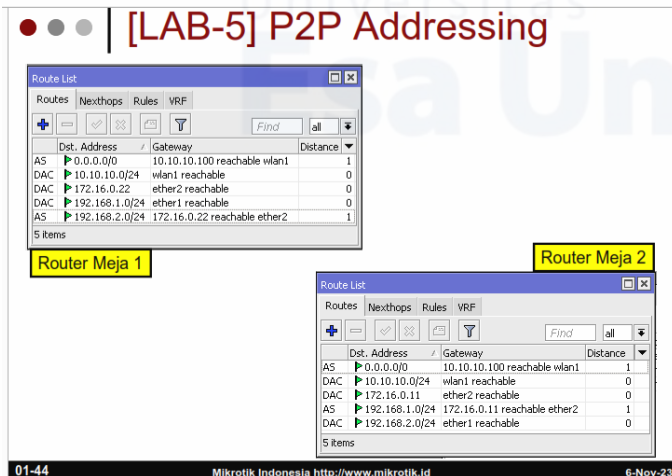 [LAB-5] P2P Addressing
Route List
Routes Nexthops Rules VRF
Find all
Dst. Address / Gateway Distance
AS 0.0.0.0/0 10.10.10.100 reachable wlan1 1
DAC 10.10.10.0/24 wlan1 reachable 0
DAC 172.16.0.22 ether2 reachable 0
DAC 192.168.1.0/24 ether1 reachable 0
AS 192.168.2.0/24 172.16.0.22 reachable ether2 1
5 items
Router Meja 1
Router Meja 2
Route List
Routes Nexthops Rules VRF
Find all
Dst. Address / Gateway Distance
AS 0.0.0.0/0 10.10.10.100 reachable wlan1 1
DAC 10.10.10.0/24 wlan1 reachable 0
DAC 172.16.0.11 ether2 reachable 0
AS 192.168.1.0/24 172.16.0.11 reachable ether2 1
DAC 192.168.2.0/24 ether1 reachable 0
5 items
01-44 Mikrotik Indonesia http://www.mikrotik.id 6-Nov-23
Esa Un